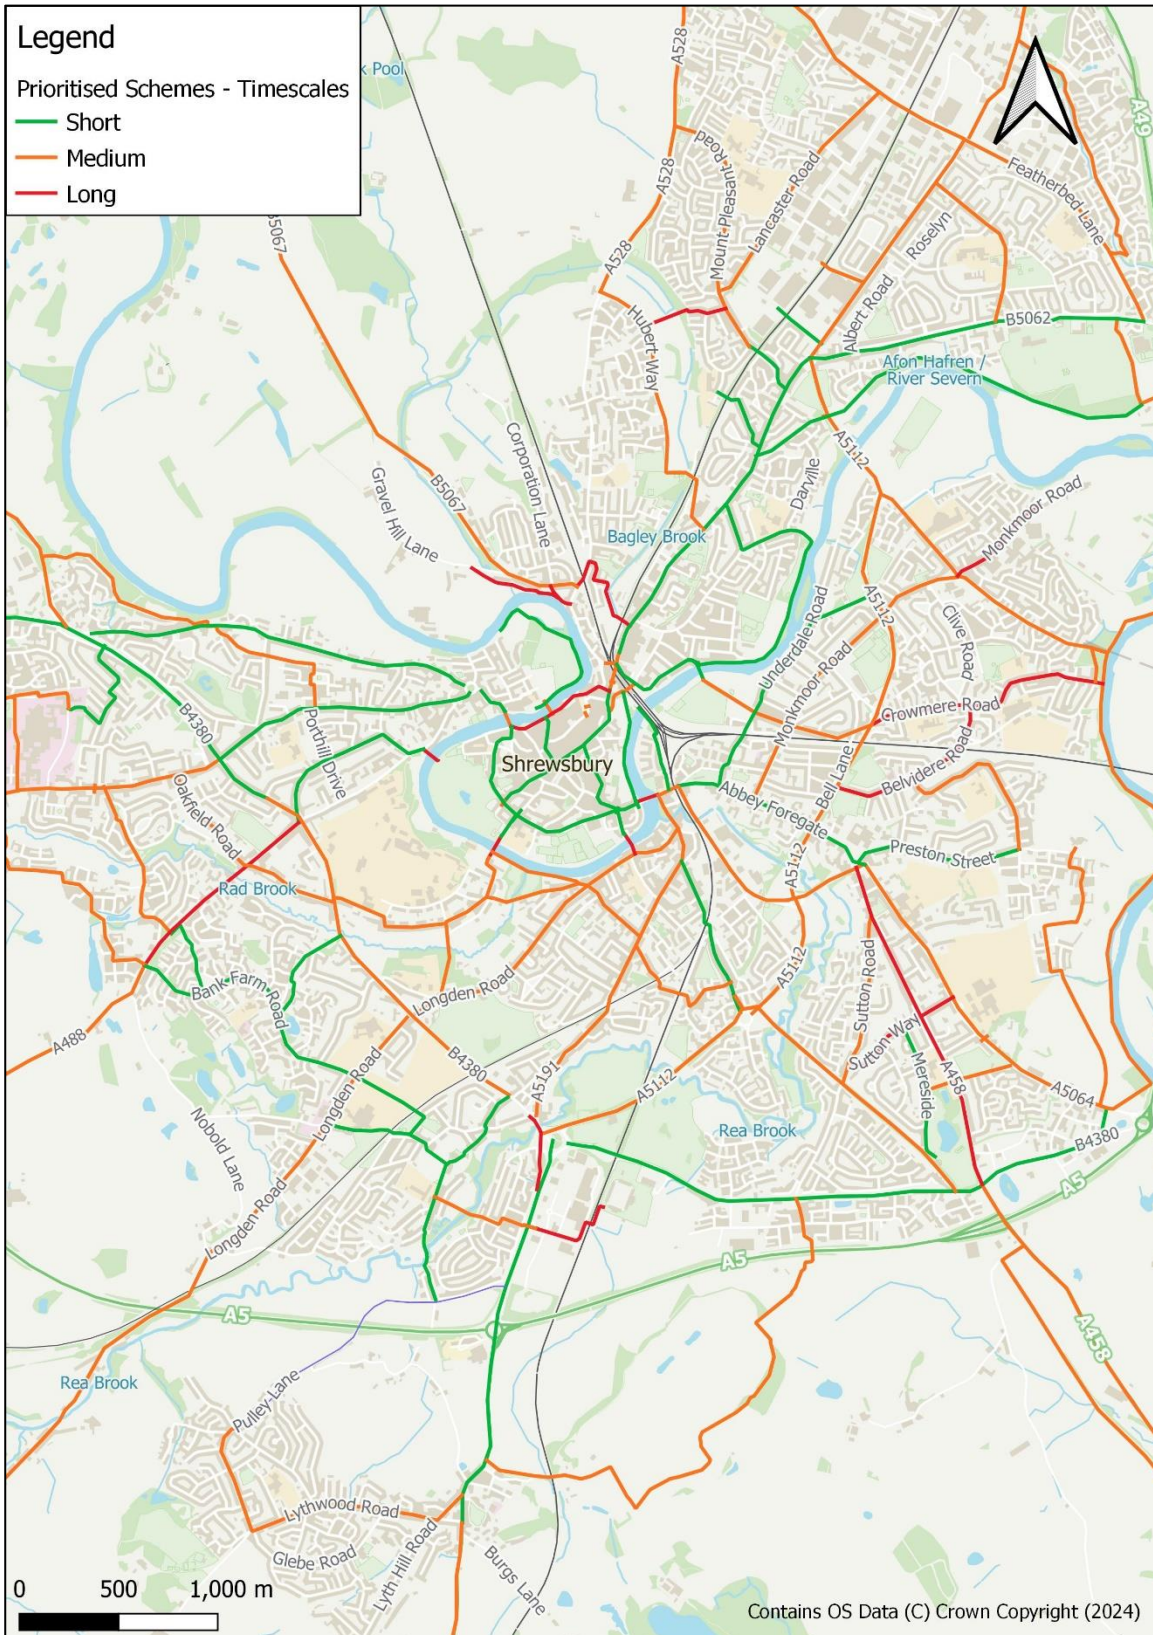 Legend
Prioritised Schemes - Timescales
Short
Medium
Long
k Pool
A528
A49
Mount Pleasant Road
A528
Lancaster Road
Featherbed Lane
B5067
A528
Roselyn
Hubert Way
Albert Road
B5062
Afon Hafren /
River Severn
Corporation Lane
A5112
Gravel Hill Lane
B5067
Darville
Monkmoor Road
Bagley Brook
A5112
Underdale Road
Clive Road
Monkmoor Road
B4380
Porthill Drive
Crowmere Road
Shrewsbury
Belvidere Road
Oakfield Road
Abbey Foregate
Bell Lane
Preston Street
Rad Brook
A5112
Bank Farm Road
Longden Road
A5112
Sutton Road
A488
Sutton Way
B4380
A5191
A5112
Mereside
A458
A5064
Longden Road
Nobold Lane
Rea Brook
B4380
Longden Road
A5
A5
A5
A458
Rea Brook
Pulley Lane
Lythwood Road
Glebe Road
Lyth Hill Road
Burgs Lane
0 500 1,000 m
Contains OS Data (C) Crown Copyright (2024)